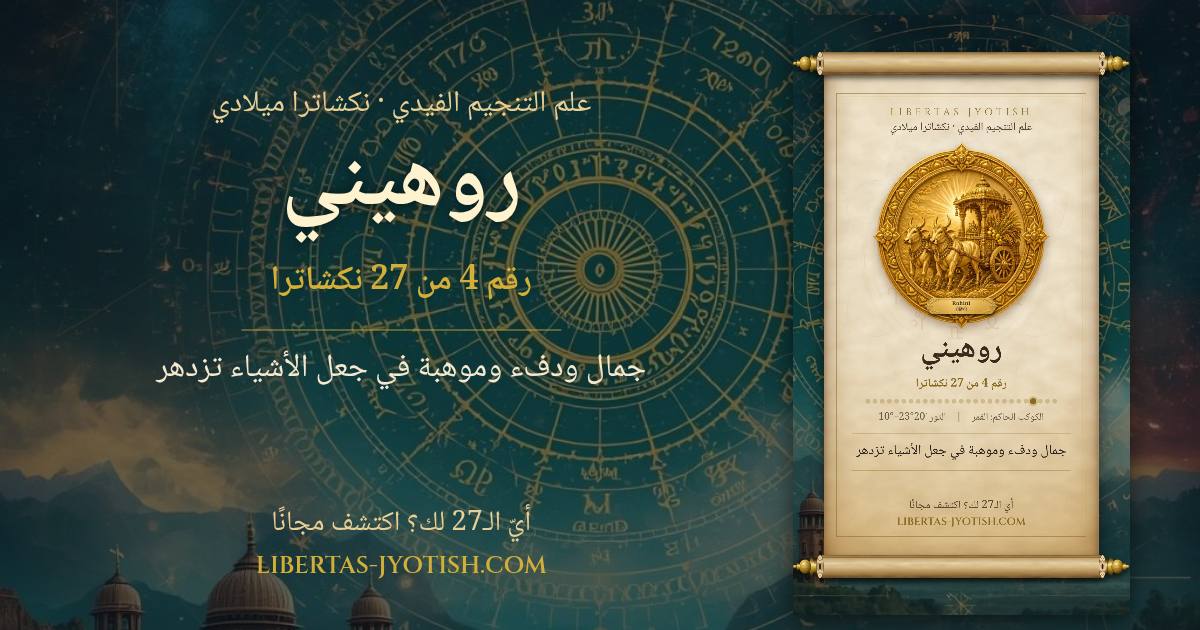 علم التنجيم الفيدي · نكشاترا ميلادي
روهيني
رقم 4 من 27 نكشاترا
جمال ودفء وموهبة في جعل الأشياء تزدهر
أيّ الـ27 لك؟ اكتشف مجانًا
LIBERTAS-JYOTISH.COM
LIBERTAS JYOTISH
علم التنجيم الفيدي · نكشاترا ميلادي
Rohini
روهيني
رقم 4 من 27 نكشاترا
الكوكب الحاكم: القمر | الثور 10°–23°20′
جمال ودفء وموهبة في جعل الأشياء تزدهر
أي الـ27 لك؟ اكتشف مجانًا
LIBERTAS-JYOTISH.COM